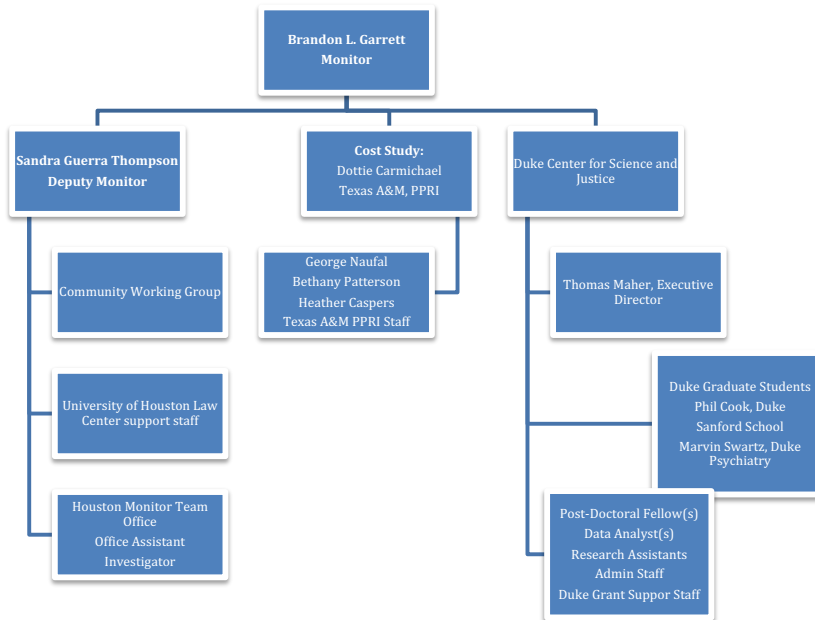 Brandon L. Garrett
Monitor
Sandra Guerra Thompson
Deputy Monitor
Cost Study:
Dottie Carmichael
Texas A&M, PPRI
Duke Center for Science and
Justice
Community Working Group
George Naufal
Bethany Patterson
Heather Caspers
Texas A&M PPRI Staff
Thomas Maher, Executive
Director
University of Houston Law
Center support staff
Duke Graduate Students
Phil Cook, Duke
Sanford School
Marvin Swartz, Duke
Psychiatry
Houston Monitor Team
Office
Office Assistant
Investigator
Post-Doctoral Fellow(s)
Data Analyst(s)
Research Assistants
Admin Staff
Duke Grant Suppor Staff